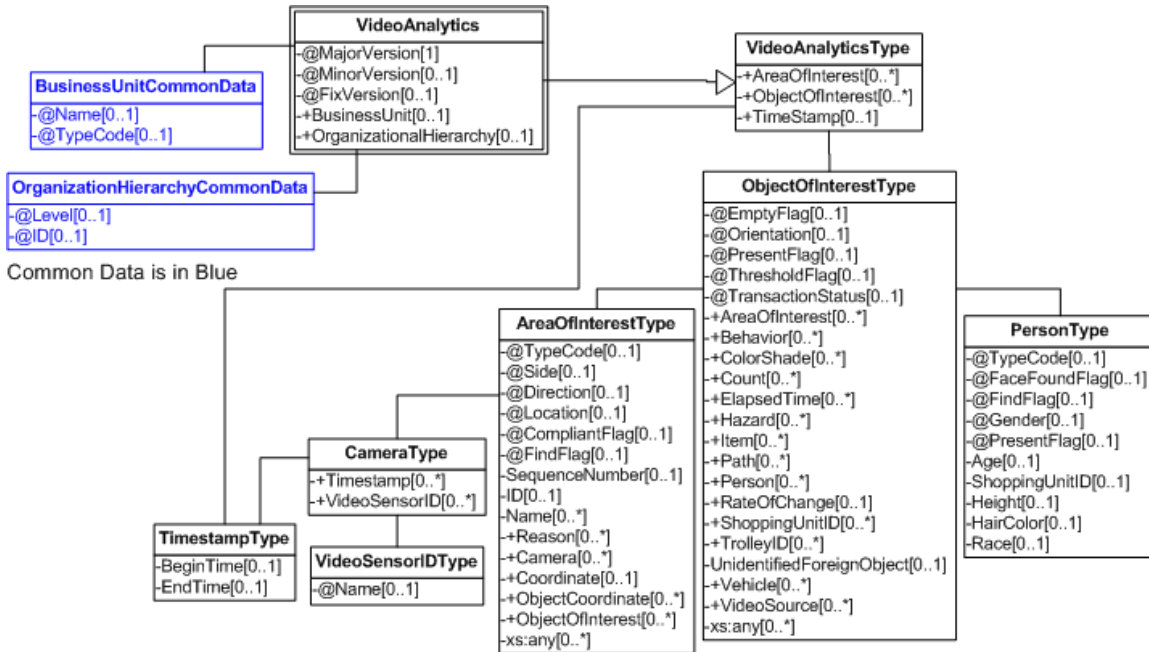 VideoAnalytics
-@MajorVersion[1]
-@MinorVersion[0..1]
-@FixVersion[0..1]
-+BusinessUnit[0..1]
-+OrganizationalHierarchy[0..1]
BusinessUnitCommonData
-@Name[0..1]
-@TypeCode[0..1]
OrganizationHierarchyCommonData
-@Level[0..1]
-@ID[0..1]
Common Data is in Blue
VideoAnalyticsType
-+AreaOfInterest[0..*]
-+ObjectOfInterest[0..*]
-+TimeStamp[0..1]
ObjectOfInterestType
-@EmptyFlag[0..1]
-@Orientation[0..1]
-@PresentFlag[0..1]
-@ThresholdFlag[0..1]
-@TransactionStatus[0..1]
-+AreaOfInterest[0..*]
-+Behavior[0..*]
-+ColorShade[0..*]
-+Count[0..*]
-+ElapsedTime[0..*]
-+Hazard[0..*]
-+Item[0..*]
-+Path[0..*]
-+Person[0..*]
-+RateOfChange[0..1]
-+ShoppingUnitID[0..*]
-+TrolleyID[0..*]
-UnidentifiedForeignObject[0..1]
-+Vehicle[0..*]
-+VideoSource[0..*]
-xs:any[0..*]
AreaOfInterestType
-@TypeCode[0..1]
-@Side[0..1]
-@Direction[0..1]
-@Location[0..1]
-@CompliantFlag[0..1]
-@FindFlag[0..1]
-SequenceNumber[0..1]
-ID[0..1]
-Name[0..*]
-+Reason[0..*]
-+Camera[0..*]
-+Coordinate[0..1]
-+ObjectCoordinate[0..*]
-+ObjectOfInterest[0..*]
-xs:any[0..*]
PersonType
-@TypeCode[0..1]
-@FaceFoundFlag[0..1]
-@FindFlag[0..1]
-@Gender[0..1]
-@PresentFlag[0..1]
-Age[0..1]
-ShoppingUnitID[0..1]
-Height[0..1]
-HairColor[0..1]
-Race[0..1]
CameraType
-+Timestamp[0..*]
-+VideoSensorID[0..*]
TimestampType
-BeginTime[0..1]
-EndTime[0..1]
VideoSensorIDType
-@Name[0..1]